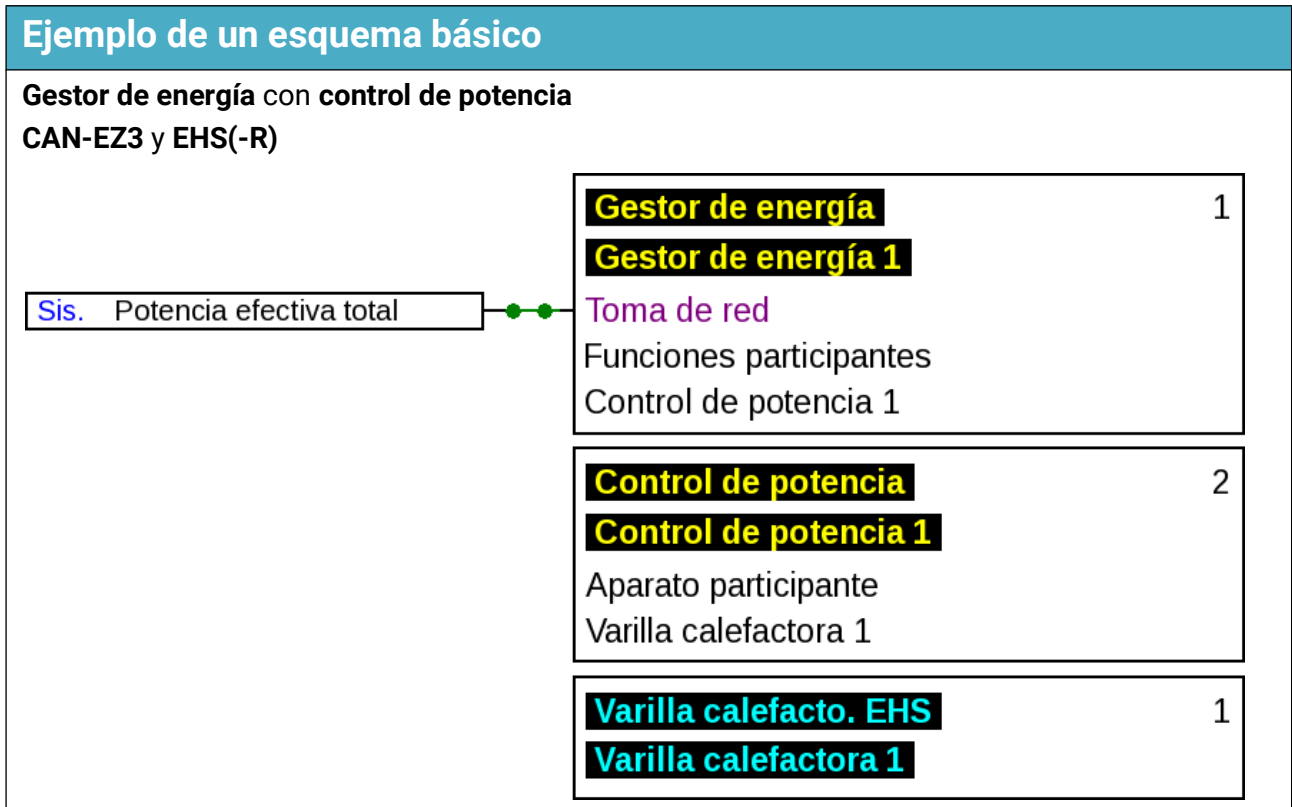 Ejemplo de un esquema básico
Gestor de energía con control de potencia
CAN-EZ3 y EHS(-R)
Gestor de energía 1
Gestor de energía 1
Sis. Potencia efectiva total
Toma de red
Funciones participantes
Control de potencia 1
Control de potencia 2
Control de potencia 1
Aparato participante
Varilla calefactora 1
Varilla calefacto. EHS 1
Varilla calefactora 1